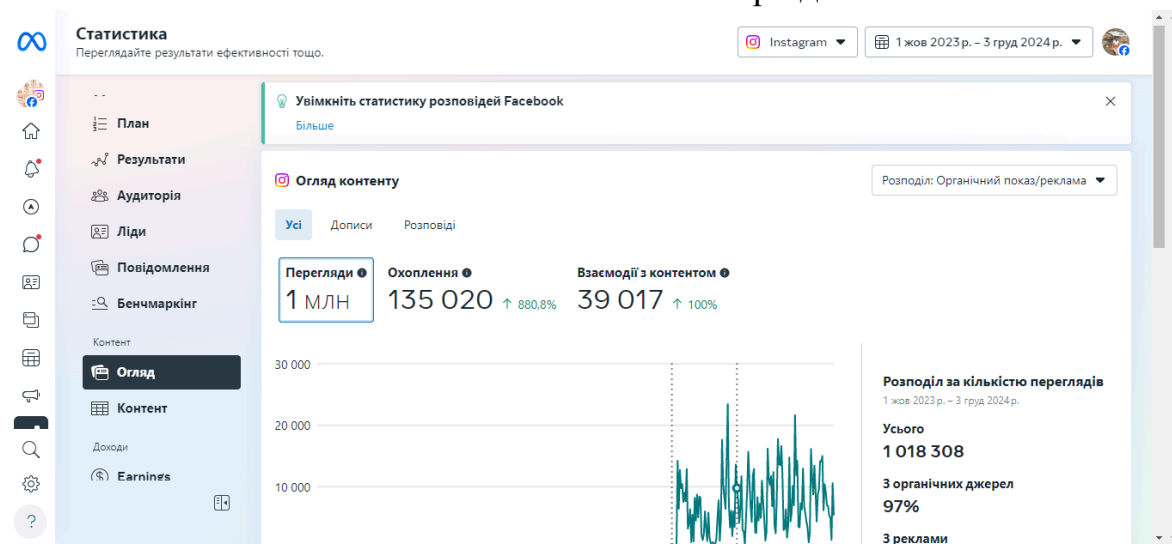 Статистика
Переглядайте результати ефективності тощо.
Instagram
1 жов 2023 р. – 3 груд 2024 р.
План
Результати
Аудиторія
Ліди
Повідомлення
Бенчмаркінг
Контент
Огляд
Контент
Доходи
Earnings
Увімкніть статистику розповідей Facebook
Більше
Огляд контенту
Розподіл: Органічний показ/реклама
Усі Дописи Розповіді
Перегляди Охоплення Взаємодії з контентом
1 млн 135 020 ↑ 880,8% 39 017 ↑ 100%
30 000
20 000
10 000
Розподіл за кількістю переглядів
1 жов 2023 р. – 3 груд 2024 р.
Усього
1 018 308
З органічних джерел
97%
З реклами